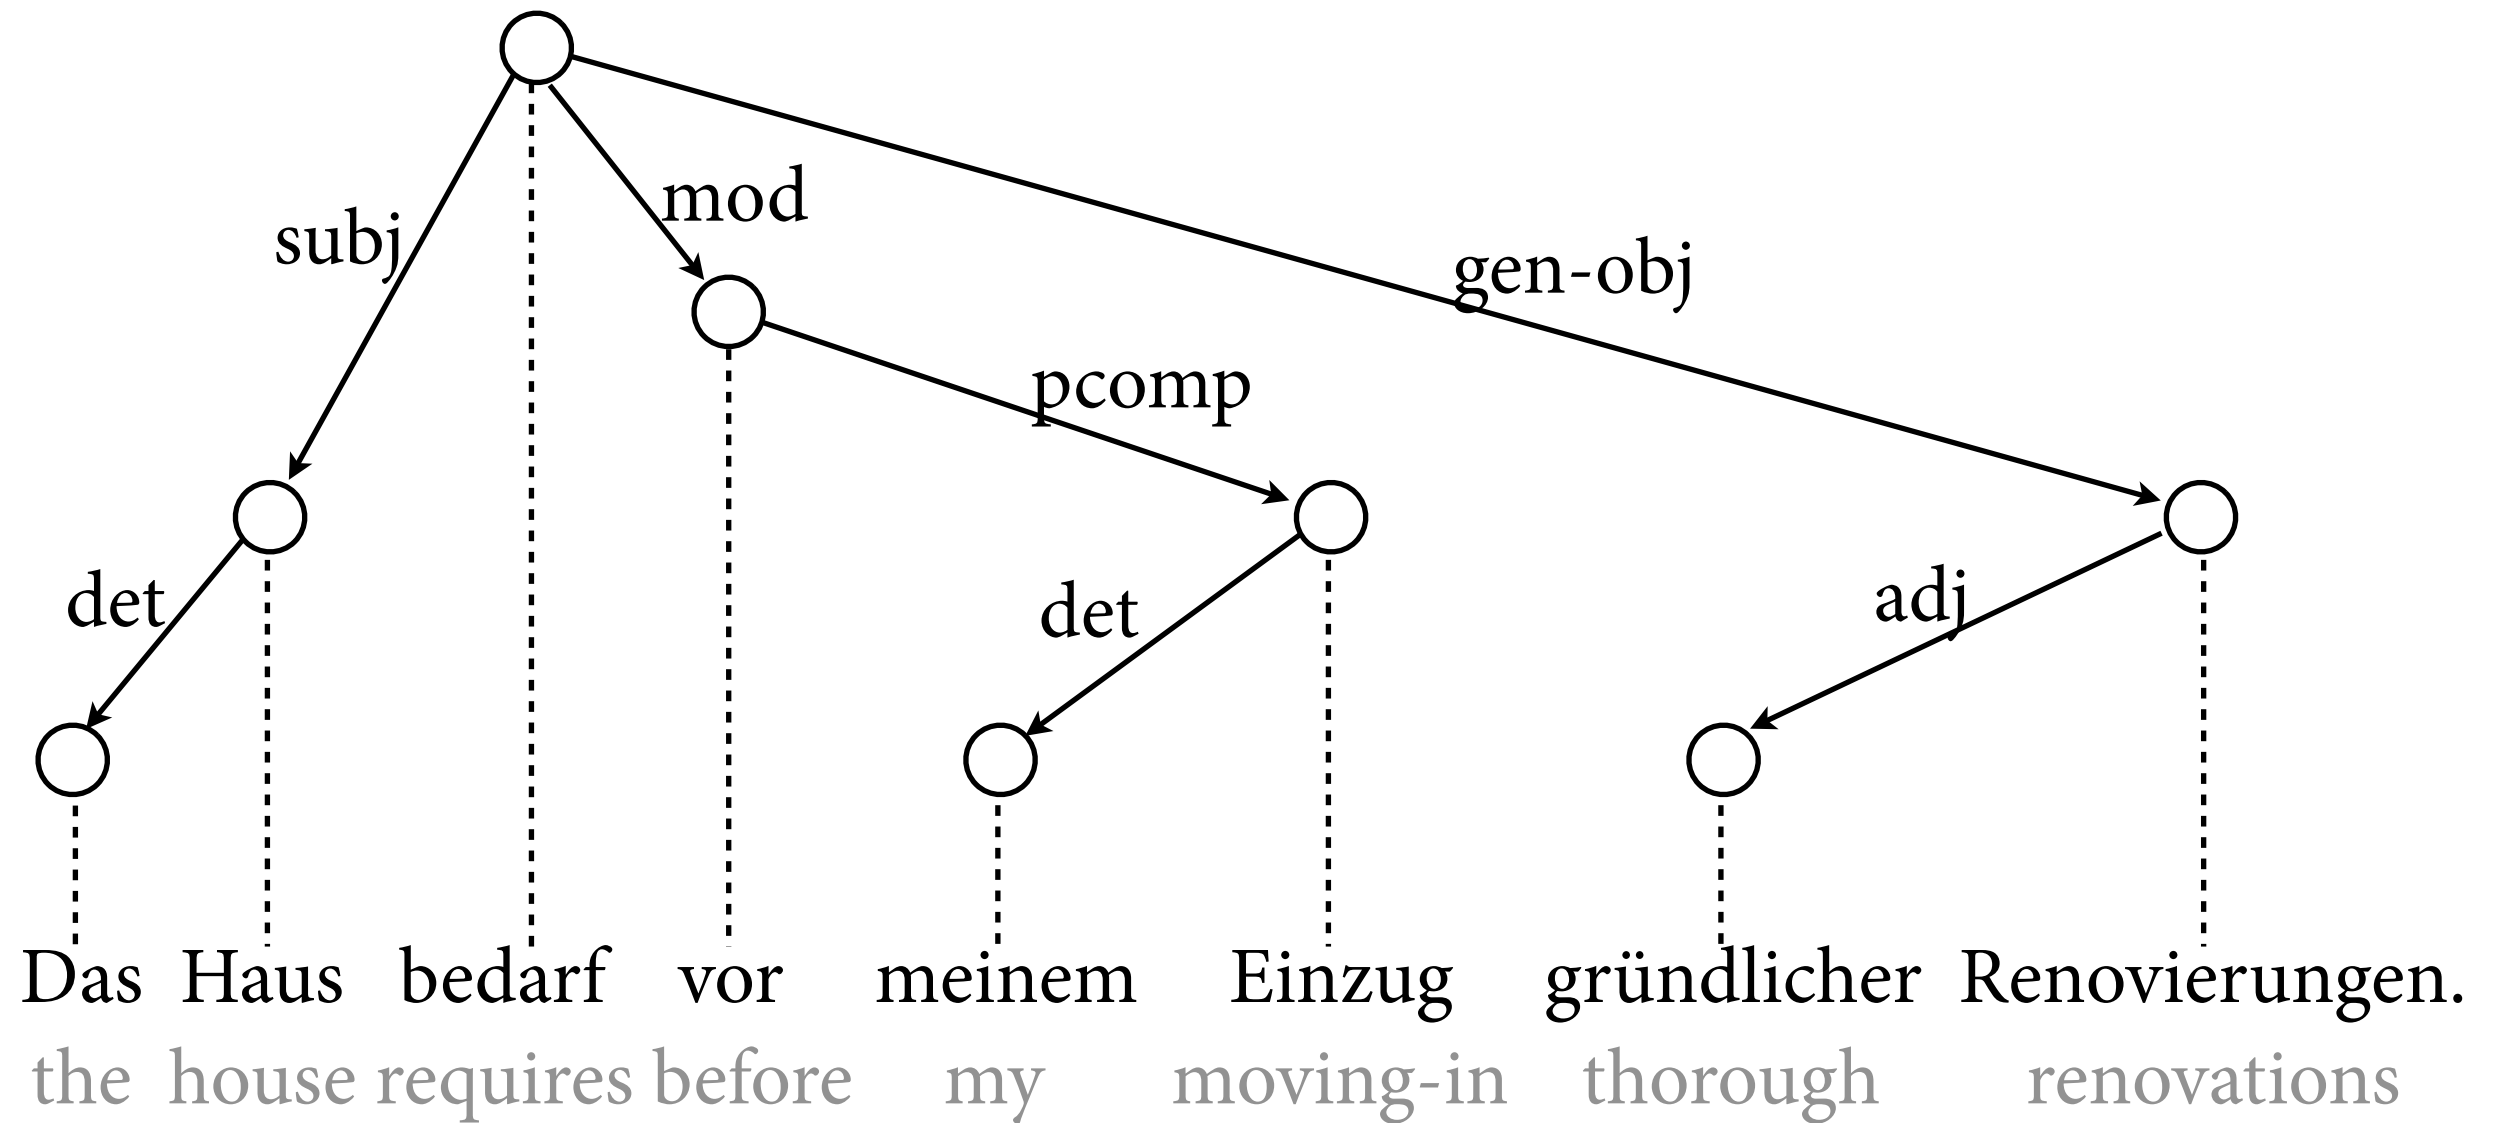 mod
subj
gen-obj
pcomp
det
det
adj
Das Haus bedarf vor meinem Einzug gründlicher Renovierungen.
the house requires before my moving-in thorough renovations